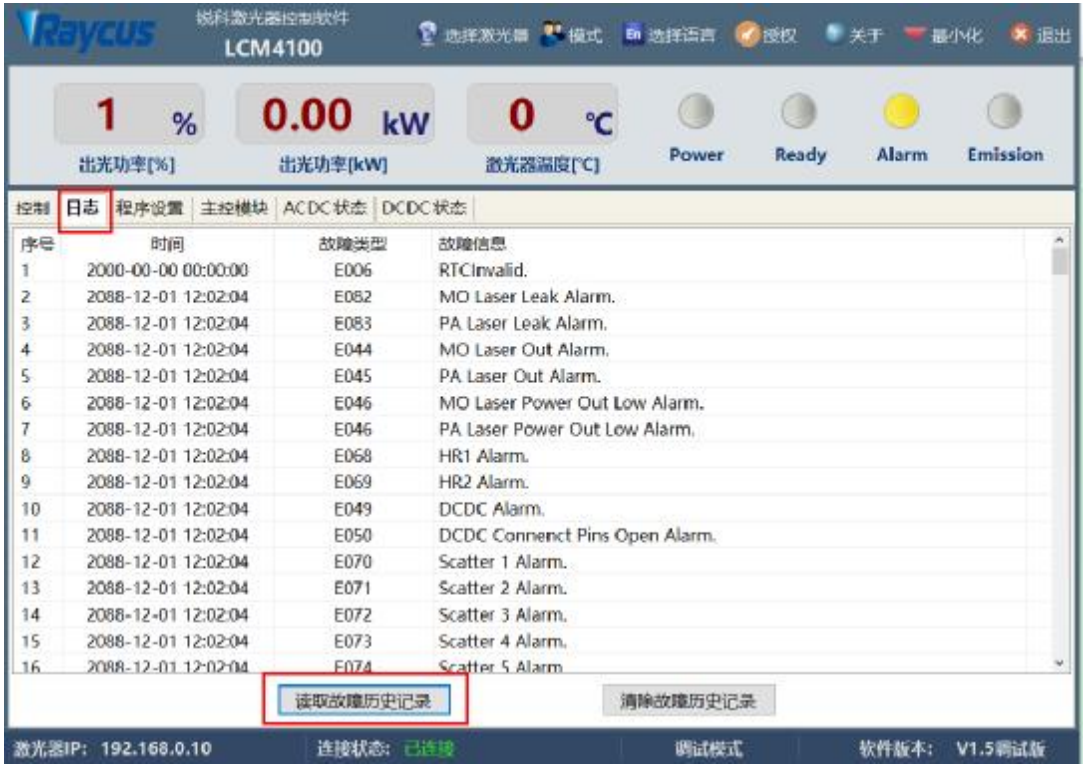 Raycus 锐科激光器控制软件 LCM4100
选择激光器 模式 En 选择语言 授权 关于 最小化 退出
1 % 0.00 kW 0 ℃
出光功率[%] 出光功率[kW] 激光器温度[℃] Power Ready Alarm Emission
控制 日志 程序设置 主控模块 ACDC状态 DCDC状态
序号 时间 故障类型 故障信息
1 2000-00-00 00:00:00 E006 RTCInvalid.
2 2088-12-01 12:02:04 E082 MO Laser Leak Alarm.
3 2088-12-01 12:02:04 E083 PA Laser Leak Alarm.
4 2088-12-01 12:02:04 E044 MO Laser Out Alarm.
5 2088-12-01 12:02:04 E045 PA Laser Out Alarm.
6 2088-12-01 12:02:04 E046 MO Laser Power Out Low Alarm.
7 2088-12-01 12:02:04 E046 PA Laser Power Out Low Alarm.
8 2088-12-01 12:02:04 E068 HR1 Alarm.
9 2088-12-01 12:02:04 E069 HR2 Alarm.
10 2088-12-01 12:02:04 E049 DCDC Alarm.
11 2088-12-01 12:02:04 E050 DCDC Connenct Pins Open Alarm.
12 2088-12-01 12:02:04 E070 Scatter 1 Alarm.
13 2088-12-01 12:02:04 E071 Scatter 2 Alarm.
14 2088-12-01 12:02:04 E072 Scatter 3 Alarm.
15 2088-12-01 12:02:04 E073 Scatter 4 Alarm.
16 2088-12-01 12:02:04 E074 Scatter 5 Alarm
读取故障历史记录 清除故障历史记录
激光器IP: 192.168.0.10 连接状态: 已连接 调试模式 软件版本: V1.5调试版